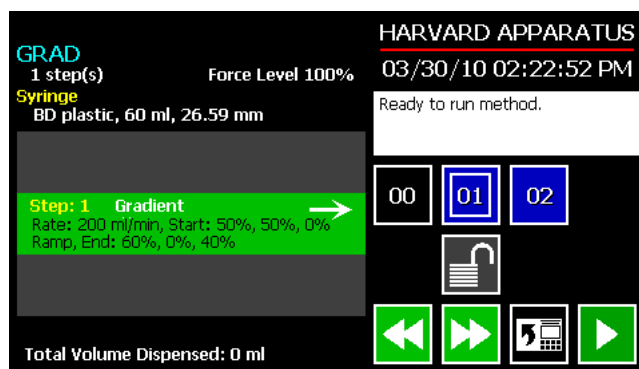 GRAD
1 step(s) Force Level 100%
Syringe
BD plastic, 60 ml, 26.59 mm
Step: 1 Gradient
Rate: 200 ml/min, Start: 50%, 50%, 0%
Ramp, End: 60%, 0%, 40%
Total Volume Dispensed: 0 ml
HARVARD APPARATUS
03/30/10 02:22:52 PM
Ready to run method.
00 01 02